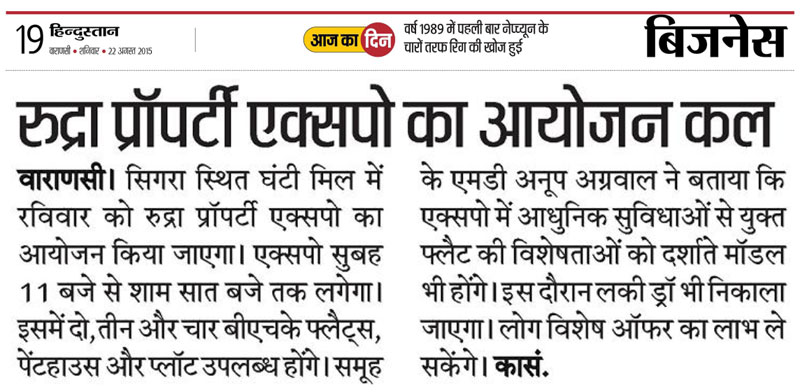 19 हिन्दुस्तान
वाराणसी • शनिवार • 22 अगस्त 2015
आज का दिन
वर्ष 1989 में पहली बार नेप्च्यून के
चारों तरफ रिंग की खोज हुई
बिजनेस
रुद्रा प्रॉपर्टी एक्सपो का आयोजन कल
वाराणसी। सिगरा स्थित घंटी मिल में
रविवार को रुद्रा प्रॉपर्टी एक्सपो का
आयोजन किया जाएगा। एक्सपो सुबह
11 बजे से शाम सात बजे तक लगेगा।
इसमें दो,तीन और चार बीएचके फ्लैट्स,
पेंटहाउस और प्लॉट उपलब्ध होंगे। समूह
के एमडी अनूप अग्रवाल ने बताया कि
एक्सपो में आधुनिक सुविधाओं से युक्त
फ्लैट की विशेषताओं को दर्शाते मॉडल
भी होंगे। इस दौरान लकी ड्रॉ भी निकाला
जाएगा। लोग विशेष ऑफर का लाभ ले
सकेंगे। कासं.